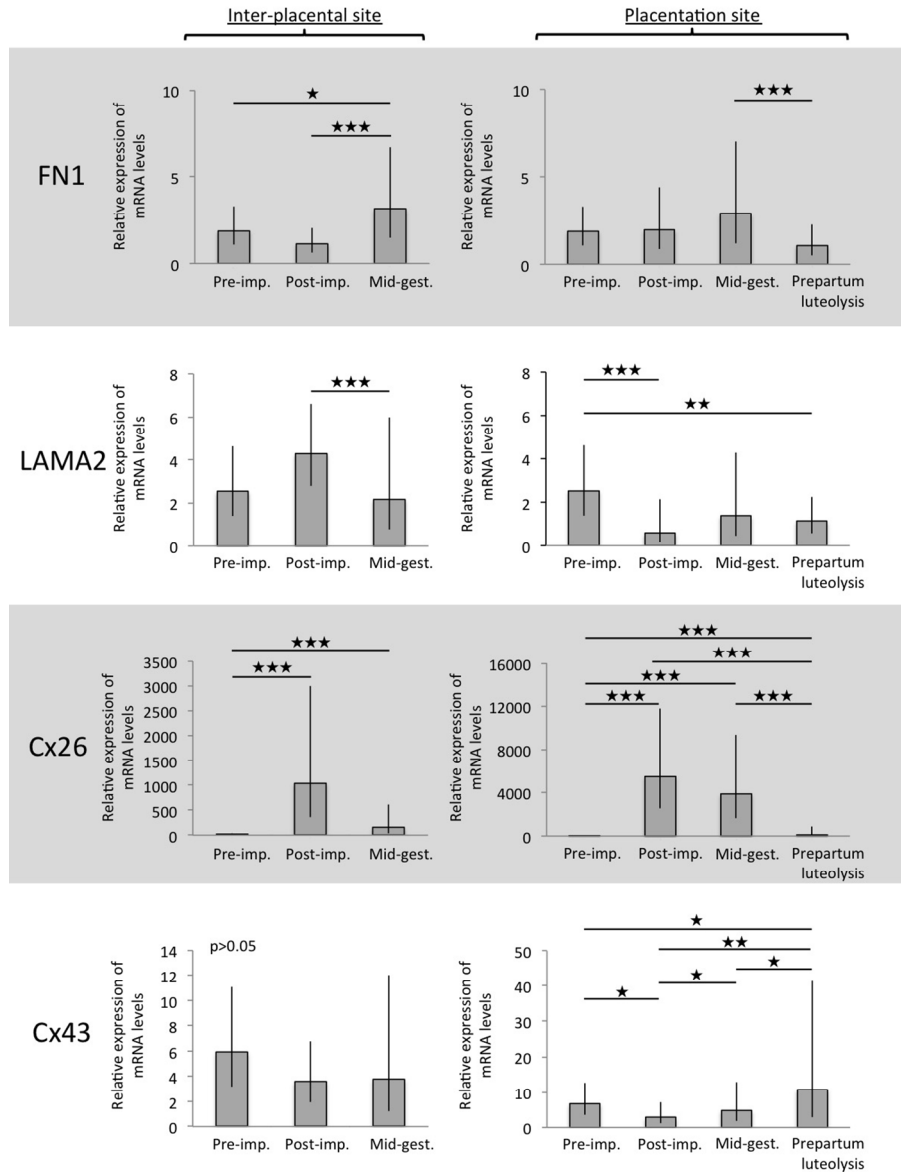 Inter-placental site
Placentation site
FN1
Relative expression of
mRNA levels
10
5
0
★
★★★
Pre-imp. Post-imp. Mid-gest.
Relative expression of
mRNA levels
10
5
0
★★★
Pre-imp. Post-imp. Mid-gest. Prepartum
luteolysis
LAMA2
Relative expression of
mRNA levels
8
6
4
2
0
★★★
Pre-imp. Post-imp. Mid-gest.
Relative expression of
mRNA levels
8
6
4
2
0
★★★
★★
Pre-imp. Post-imp. Mid-gest. Prepartum
luteolysis
Cx26
Relative expression of
mRNA levels
3500
3000
2500
2000
1500
1000
500
0
★★★
★★★
Pre-imp. Post-imp. Mid-gest.
Relative expression of
mRNA levels
16000
12000
8000
4000
0
★★★
★★★
★★★
★★★ ★★★
Pre-imp. Post-imp. Mid-gest. Prepartum
luteolysis
Cx43
Relative expression of
mRNA levels
p>0.05
14
12
10
8
6
4
2
0
Pre-imp. Post-imp. Mid-gest.
Relative expression of
mRNA levels
50
40
30
20
10
0
★
★★
★
★
★
Pre-imp. Post-imp. Mid-gest. Prepartum
luteolysis